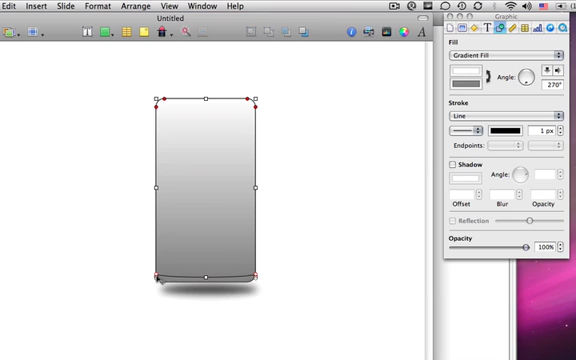 Edit Insert Slide Format Arrange View Window Share Help
Untitled
Graphic
Fill
Gradient Fill
Angle:
270°
Stroke
Line
1 px
Endpoints:
Shadow
Angle:
Offset Blur Opacity
Reflection
Opacity
100%